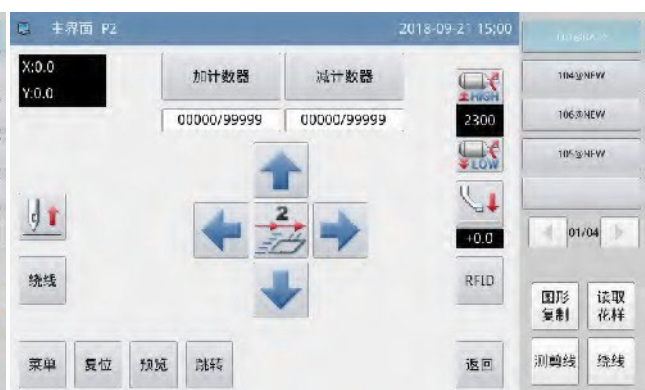 主界面 P2
2018-09-21 15:00
X:0.0
Y:0.0
加计数器
减计数器
00000/99999
00000/99999
HIGH
2300
LOW
+0.0
2
绕线
RFID
菜单
复位
预览
跳转
返回
104@NEW
106@NEW
105@NEW
01/04
图形
复制
读取
花样
测剪线
绕线